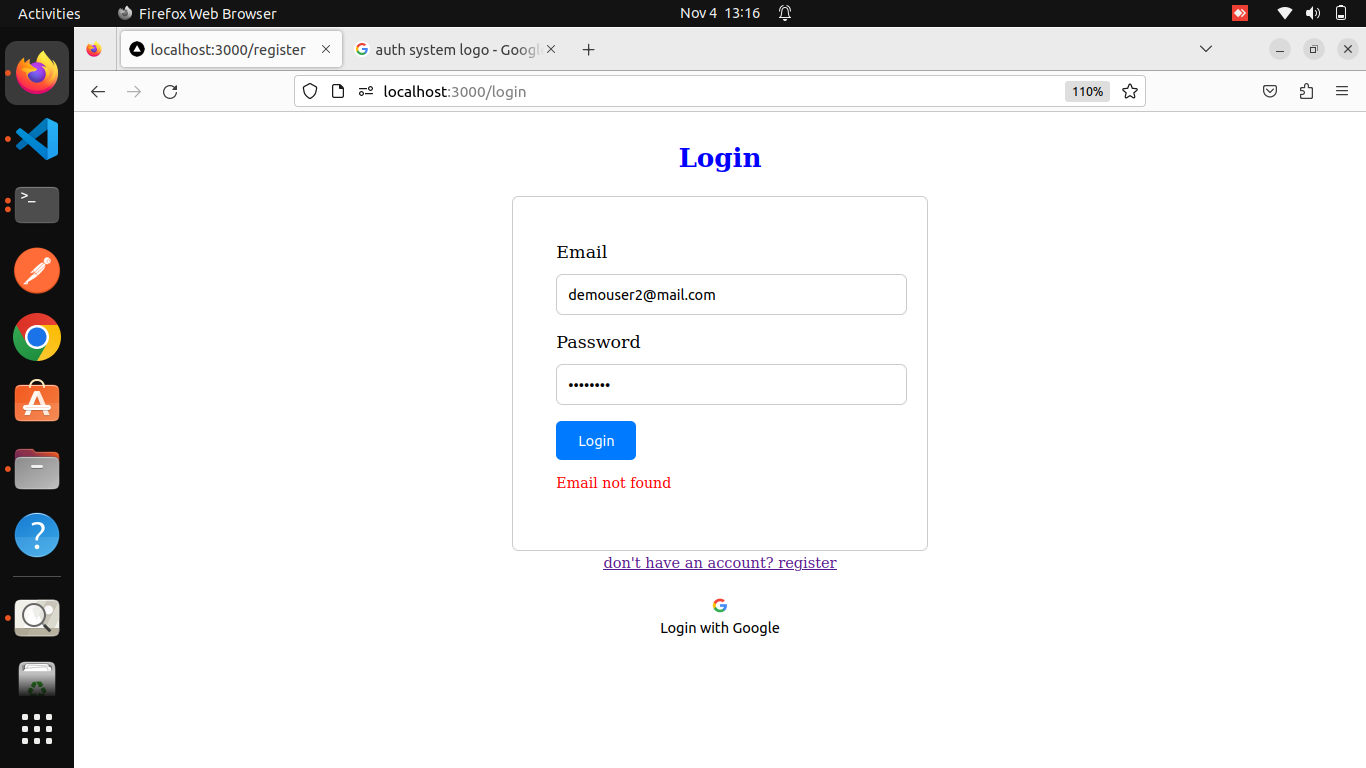 Activities Firefox Web Browser Nov 4 13:16
localhost:3000/register auth system logo - Googl
localhost:3000/login 110%
Login
Email
demouser2@mail.com
Password
••••••••
Login
Email not found
don't have an account? register
Login with Google